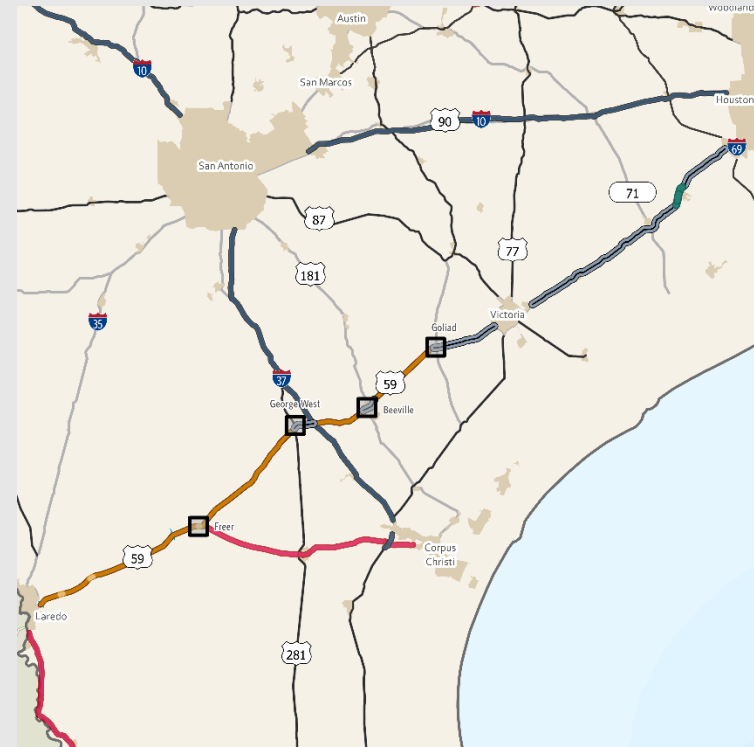 Austin
Woodland
10
San Marcos
Houston
90
10
69
San Antonio
71
87
77
181
35
Victoria
Goliad
37
59
George West
Beeville
Freer
59
Corpus
Christi
Laredo
281